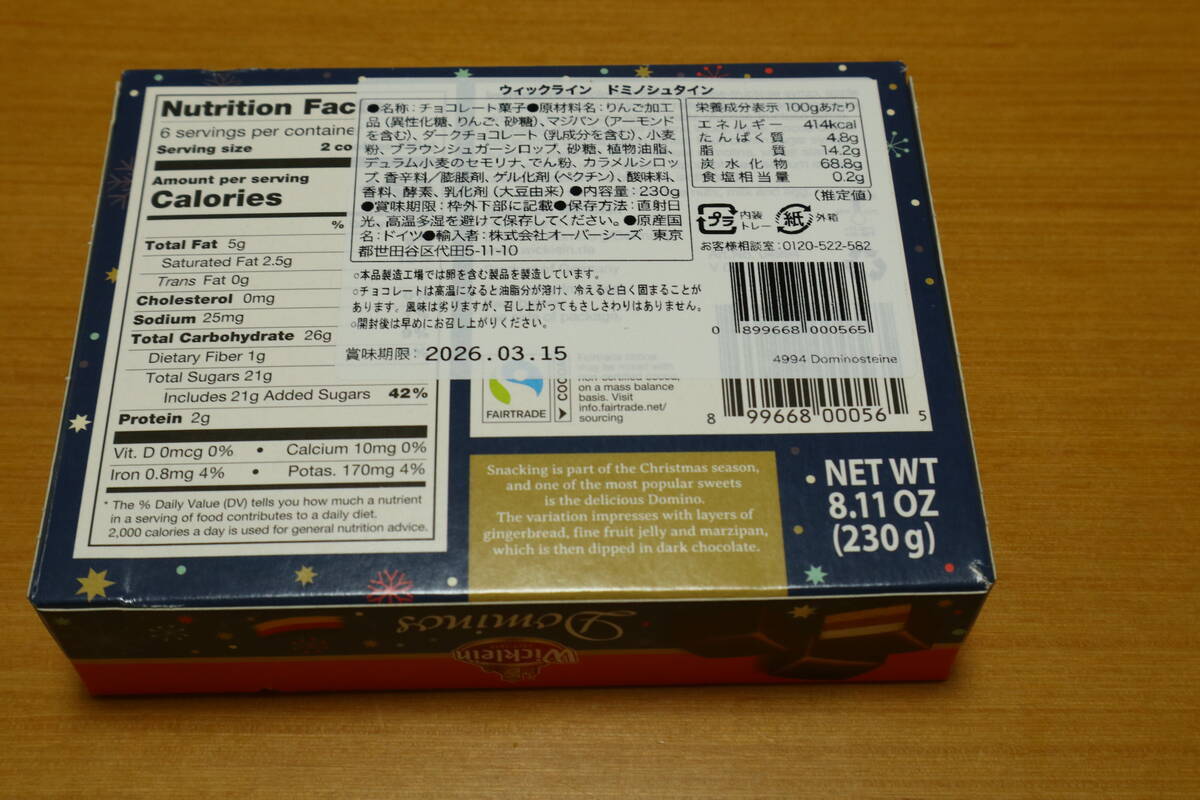 Nutrition Fac
6 servings per containe
Serving size 2 co
Amount per serving
Calories
%
Total Fat 5g
Saturated Fat 2.5g
Trans Fat 0g
Cholesterol 0mg
Sodium 25mg
Total Carbohydrate 26g
Dietary Fiber 1g
Total Sugars 21g
Includes 21g Added Sugars 42%
Protein 2g
Vit. D 0mcg 0% • Calcium 10mg 0%
Iron 0.8mg 4% • Potas. 170mg 4%
* The % Daily Value (DV) tells you how much a nutrient
in a serving of food contributes to a daily diet.
2,000 calories a day is used for general nutrition advice.
ウィックライン ドミノシュタイン
●名称:チョコレート菓子●原材料名:りんご加工
品(異性化糖、りんご、砂糖)、マジパン(アーモンド
を含む)、ダークチョコレート(乳成分を含む)、小麦
粉、ブラウンシュガーシロップ、砂糖、植物油脂、
デュラム小麦のセモリナ、でん粉、カラメルシロッ
プ、香辛料/膨脹剤、ゲル化剤(ペクチン)、酸味料、
香料、酵素、乳化剤(大豆由来)●内容量:230g
●賞味期限:枠外下部に記載●保存方法:直射日
光、高温多湿を避けて保存してください。●原産国
名:ドイツ●輸入者:株式会社オーバーシーズ 東京
都世田谷区代田5-11-10
○本品製造工場では卵を含む製品を製造しています。
○チョコレートは高温になると油脂分が溶け、冷えると白く固まることが
あります。風味は劣りますが、召し上がってもさしさわりはありません。
○開封後は早めにお召し上がりください。
賞味期限:2026.03.15
栄養成分表示 100gあたり
エネルギー 414kcal
たんぱく質 4.8g
脂質 14.2g
炭水化物 68.8g
食塩相当量 0.2g
(推定値)
プラ 内装トレー 紙 外箱
お客様相談室:0120-522-582
0 899668 000565
4994 Dominosteine
FAIRTRADE
COC
non-certified cocoa,
on a mass balance
basis. Visit
info.fairtrade.net/
sourcing
8 99668 00056 5
Snacking is part of the Christmas season,
and one of the most popular sweets
is the delicious Domino.
The variation impresses with layers of
gingerbread, fine fruit jelly and marzipan,
which is then dipped in dark chocolate.
NET WT
8.11 OZ
(230 g)
Dominos
Wicklein